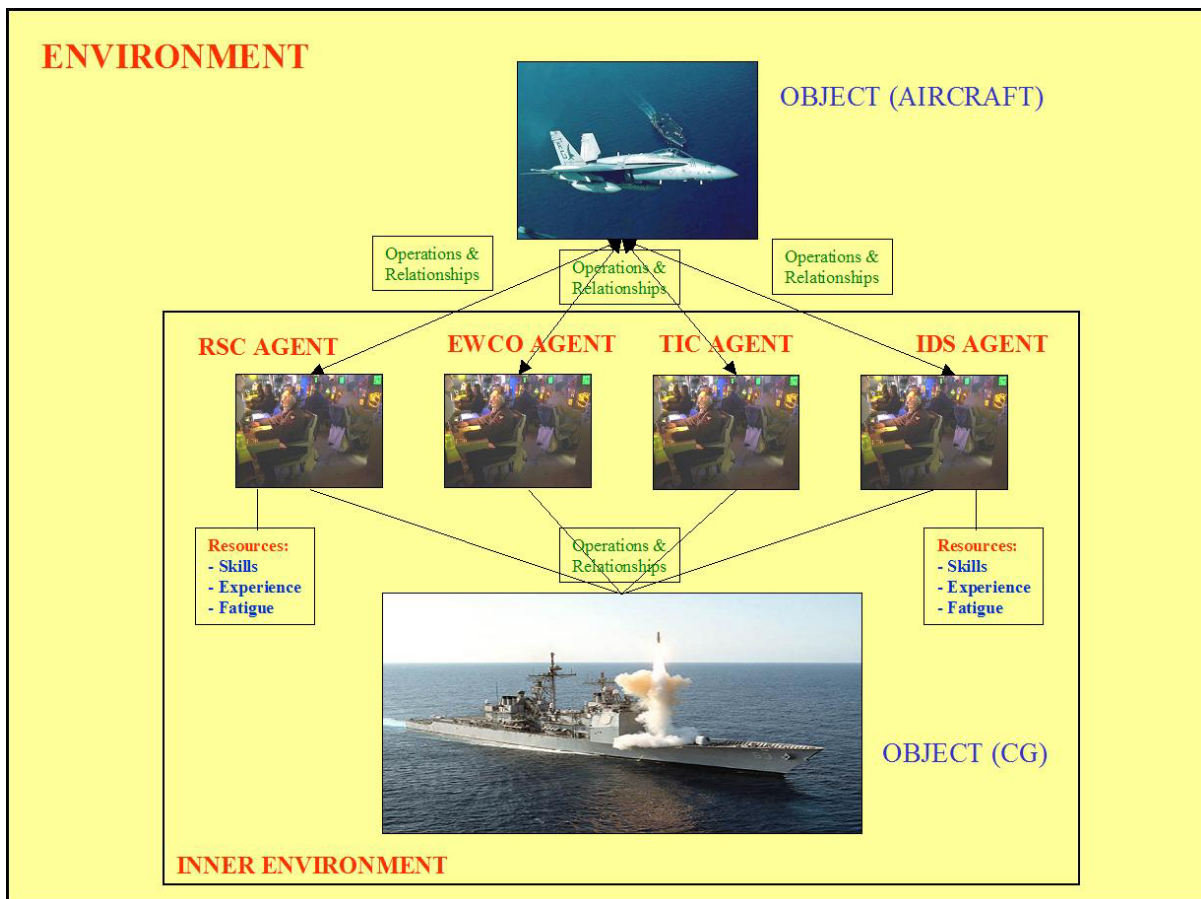 ENVIRONMENT
OBJECT (AIRCRAFT)
Operations &
Relationships
Operations &
Relationships
Operations &
Relationships
RSC AGENT
EWCO AGENT
TIC AGENT
IDS AGENT
Resources:
- Skills
- Experience
- Fatigue
Operations &
Relationships
Resources:
- Skills
- Experience
- Fatigue
OBJECT (CG)
INNER ENVIRONMENT